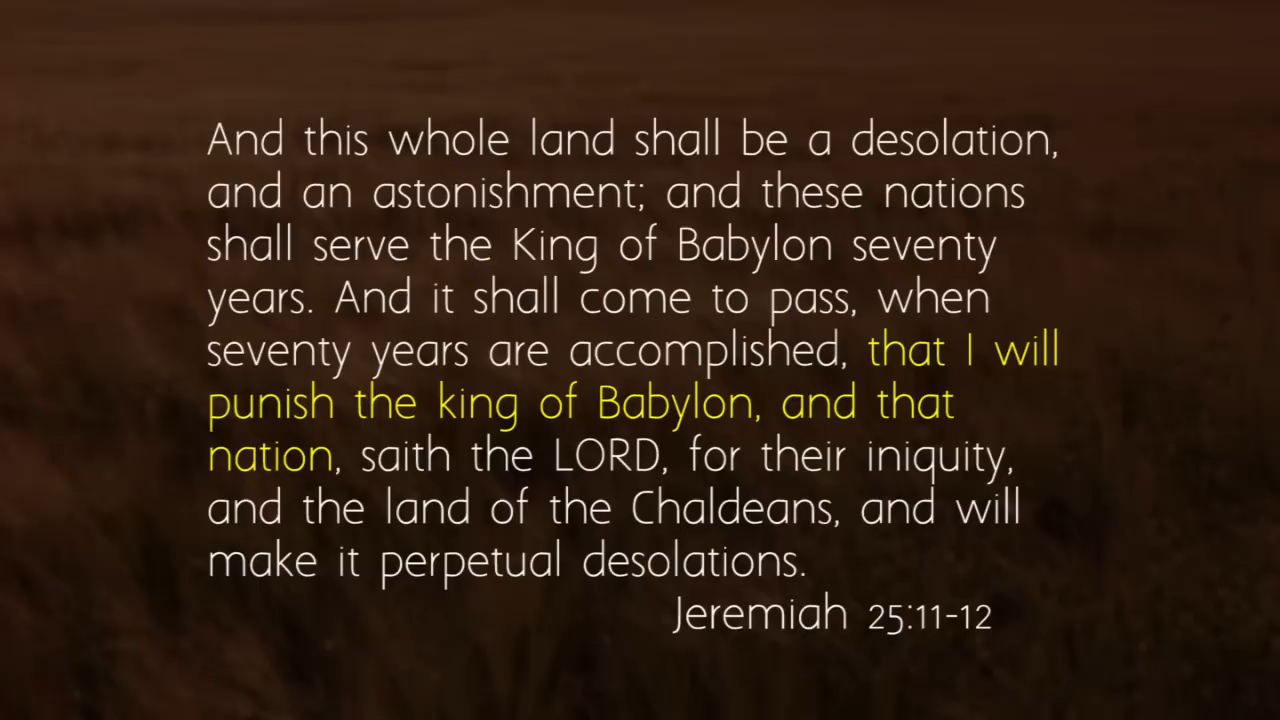 And this whole land shall be a desolation,
and an astonishment; and these nations
shall serve the King of Babylon seventy
years. And it shall come to pass, when
seventy years are accomplished, that I will
punish the king of Babylon, and that
nation, saith the LORD, for their iniquity,
and the land of the Chaldeans, and will
make it perpetual desolations.
Jeremiah 25:11-12